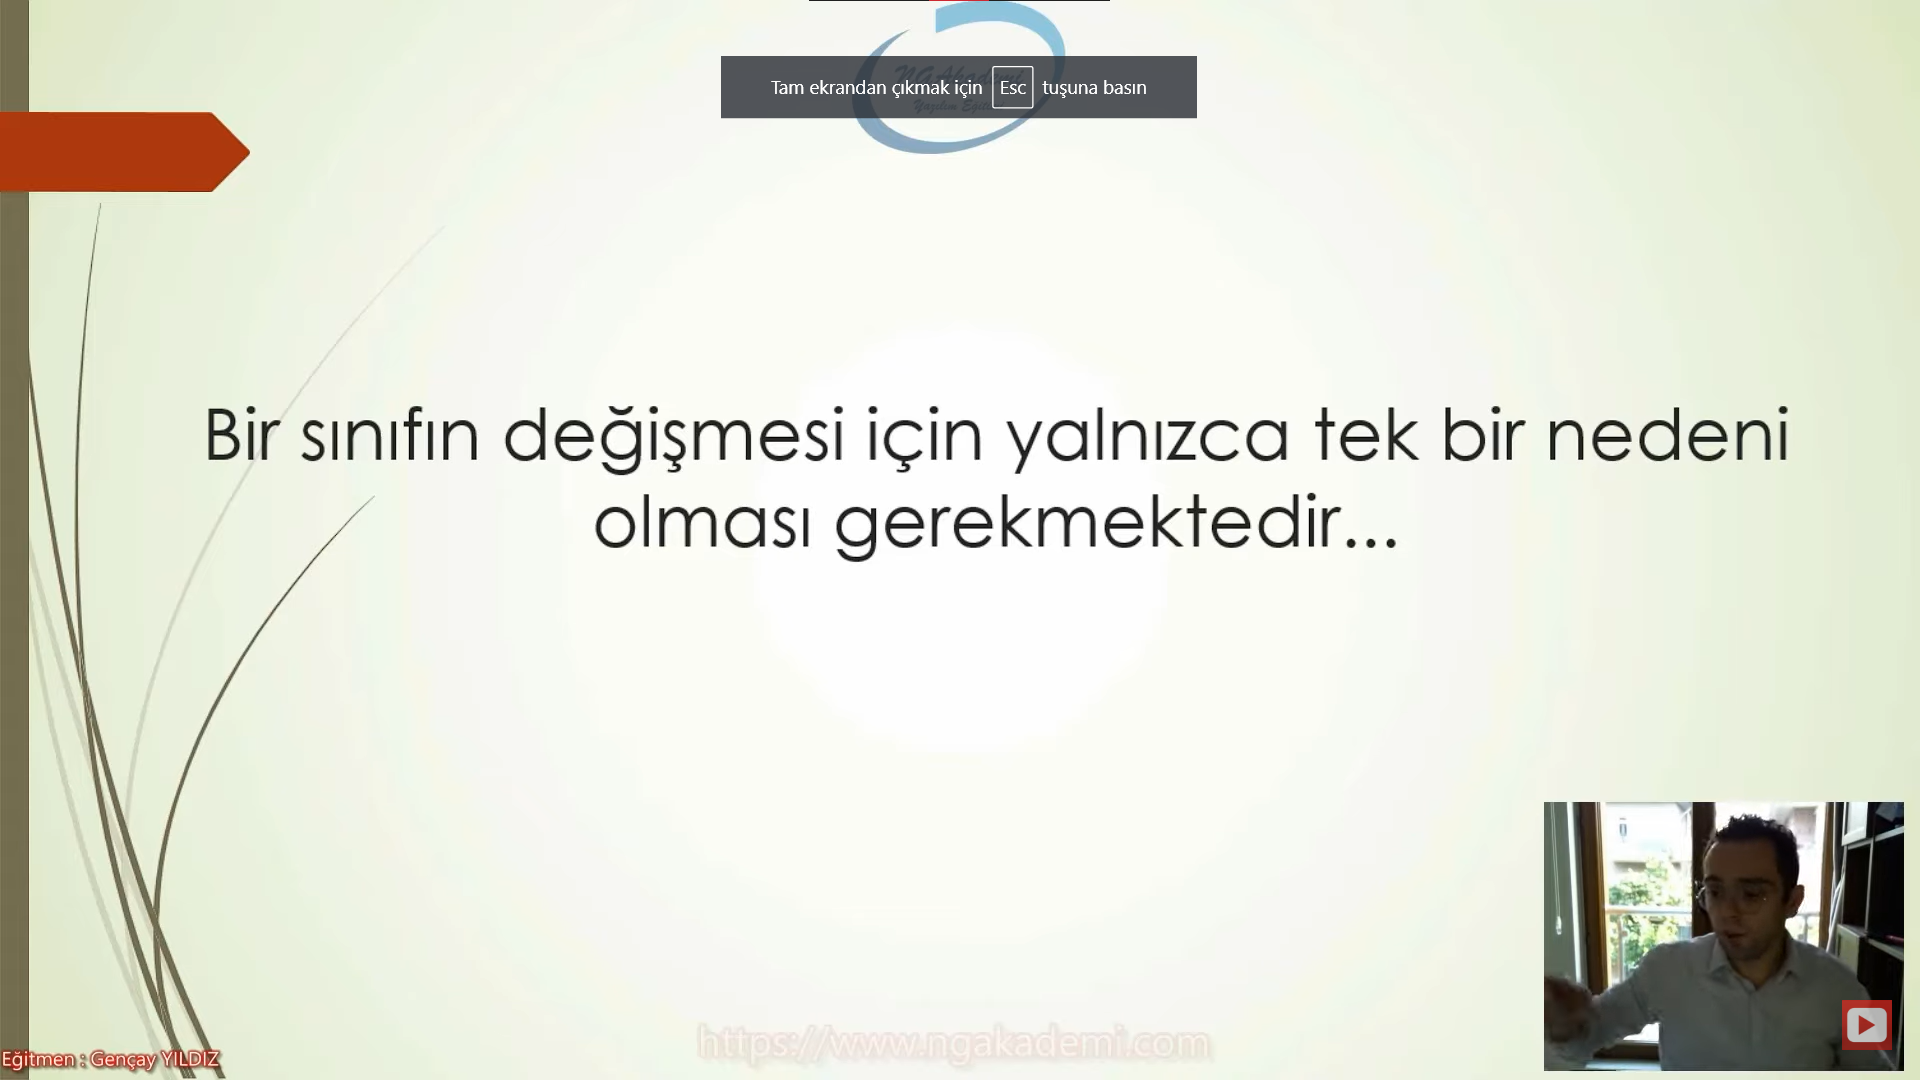 Tam ekrandan çıkmak için Esc tuşuna basın
Bir sınıfın değişmesi için yalnızca tek bir nedeni
olması gerekmektedir...
https://www.ngakademi.com
Eğitmen : Gençay YILDIZ